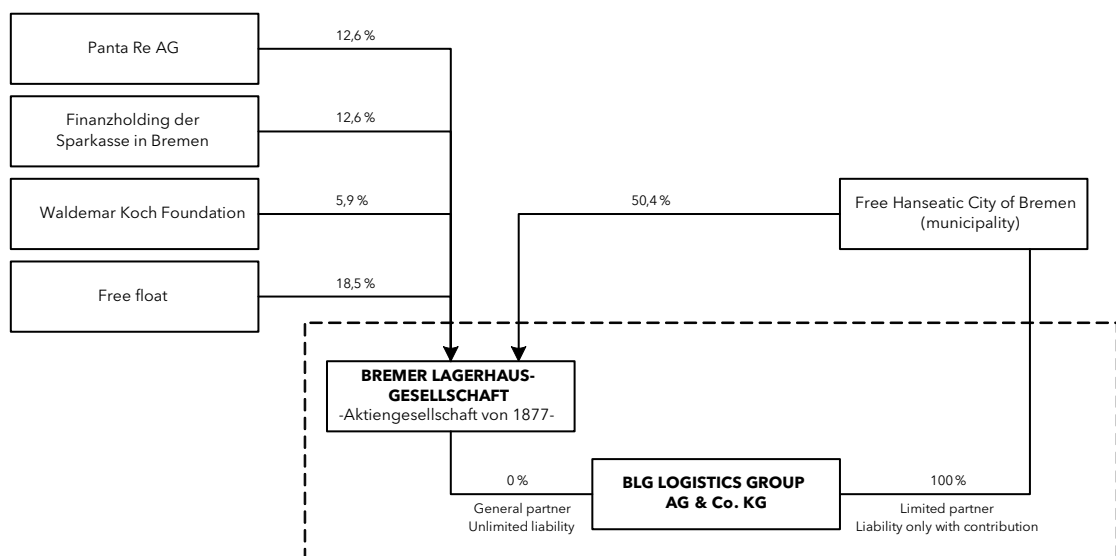 Panta Re AG
12,6 %
Finanzholding der
Sparkasse in Bremen
12,6 %
Waldemar Koch Foundation
5,9 %
Free float
18,5 %
50,4 %
Free Hanseatic City of Bremen
(municipality)
BREMER LAGERHAUS-
GESELLSCHAFT
-Aktiengesellschaft von 1877-
0 %
General partner
Unlimited liability
BLG LOGISTICS GROUP
AG & Co. KG
100 %
Limited partner
Liability only with contribution